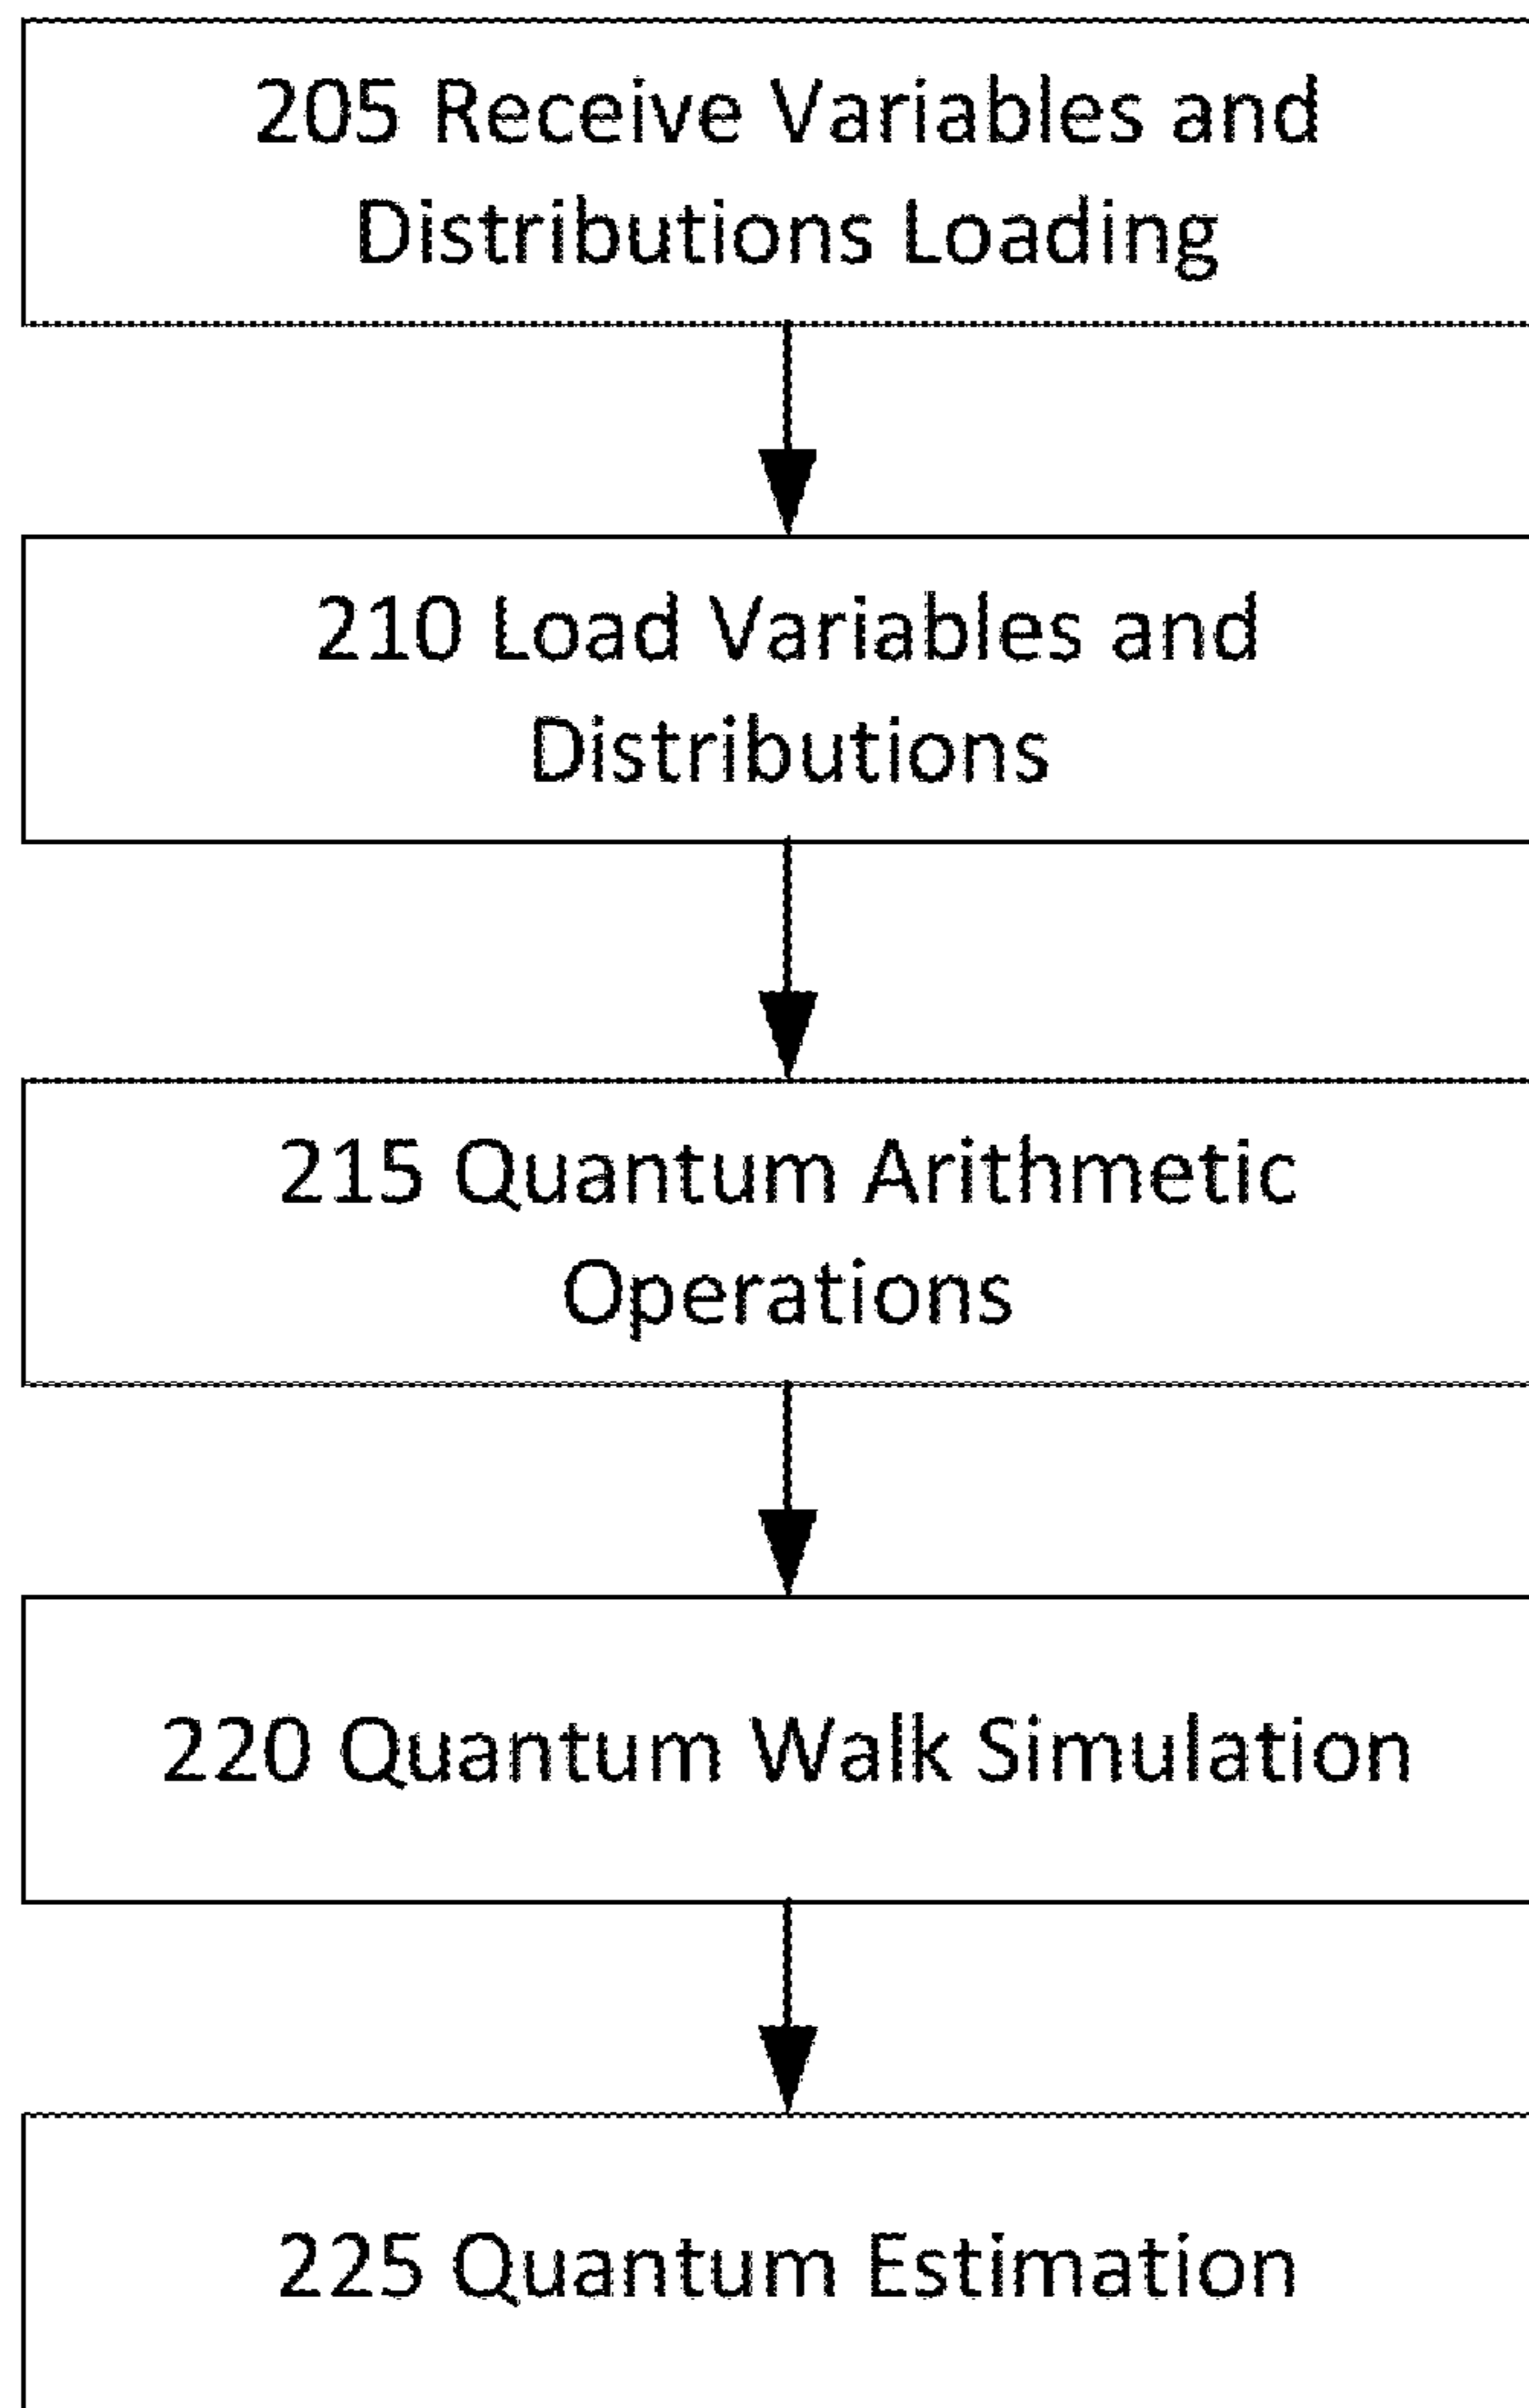 205 Receive Variables and
Distributions Loading
210 Load Variables and
Distributions
215 Quantum Arithmetic
Operations
220 Quantum Walk Simulation
225 Quantum Estimation